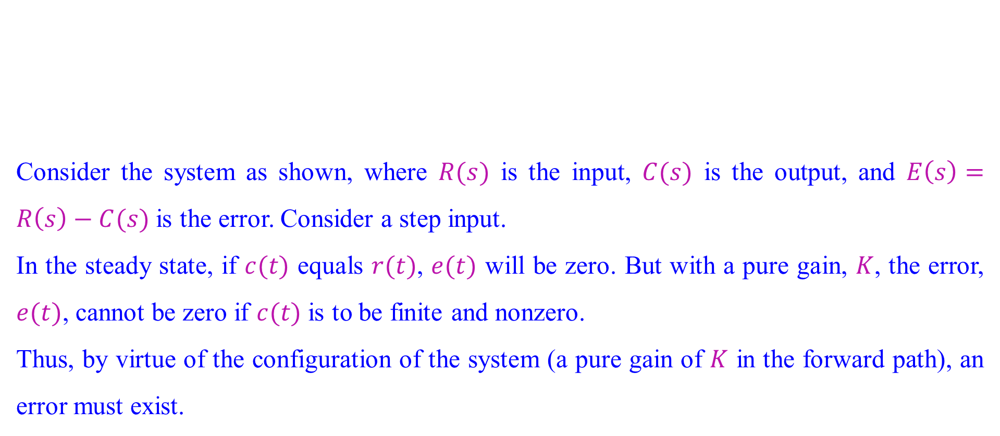 Consider the system as shown, where R(s) is the input, C(s) is the output, and E(s) =
R(s) − C(s) is the error. Consider a step input.
In the steady state, if c(t) equals r(t), e(t) will be zero. But with a pure gain, K, the error,
e(t), cannot be zero if c(t) is to be finite and nonzero.
Thus, by virtue of the configuration of the system (a pure gain of K in the forward path), an
error must exist.